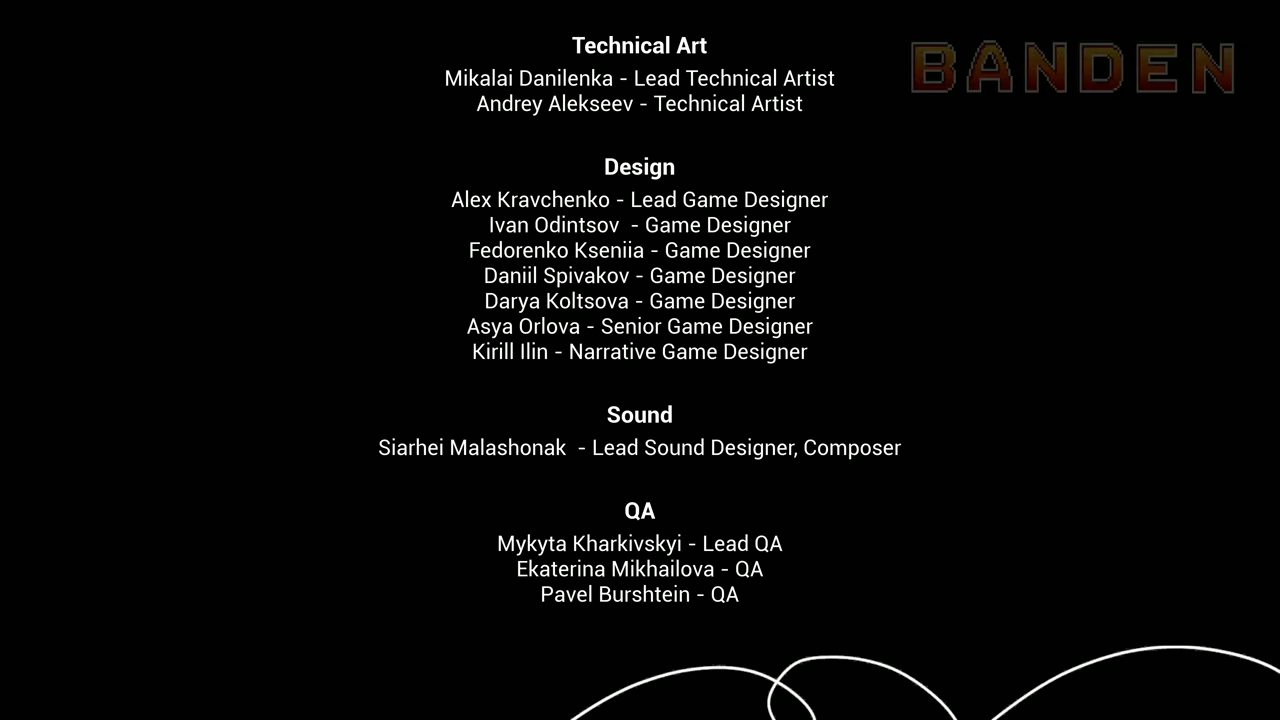 Technical Art
BANDEN
Mikalai Danilenka - Lead Technical Artist
Andrey Alekseev - Technical Artist
Design
Alex Kravchenko - Lead Game Designer
Ivan Odintsov - Game Designer
Fedorenko Kseniia - Game Designer
Daniil Spivakov - Game Designer
Darya Koltsova - Game Designer
Asya Orlova - Senior Game Designer
Kirill Ilin - Narrative Game Designer
Sound
Siarhei Malashonak - Lead Sound Designer, Composer
QA
Mykyta Kharkivskyi - Lead QA
Ekaterina Mikhailova - QA
Pavel Burshtein - QA